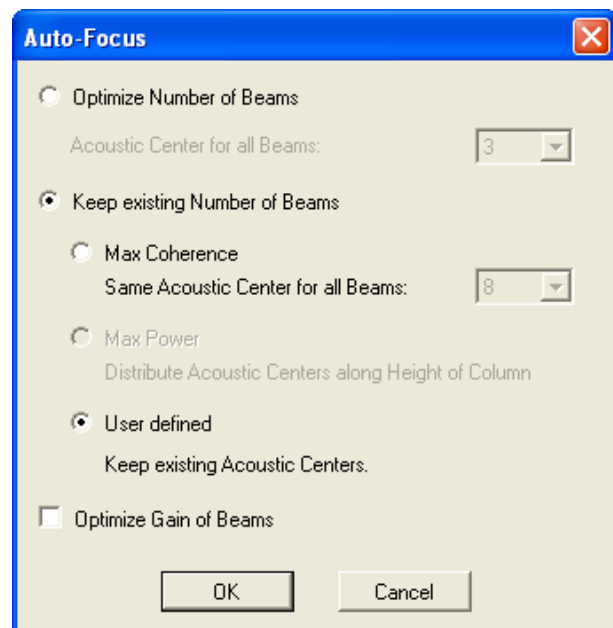 Auto-Focus
Optimize Number of Beams
Acoustic Center for all Beams: 3
Keep existing Number of Beams
Max Coherence
Same Acoustic Center for all Beams: 8
Max Power
Distribute Acoustic Centers along Height of Column
User defined
Keep existing Acoustic Centers.
Optimize Gain of Beams
OK Cancel